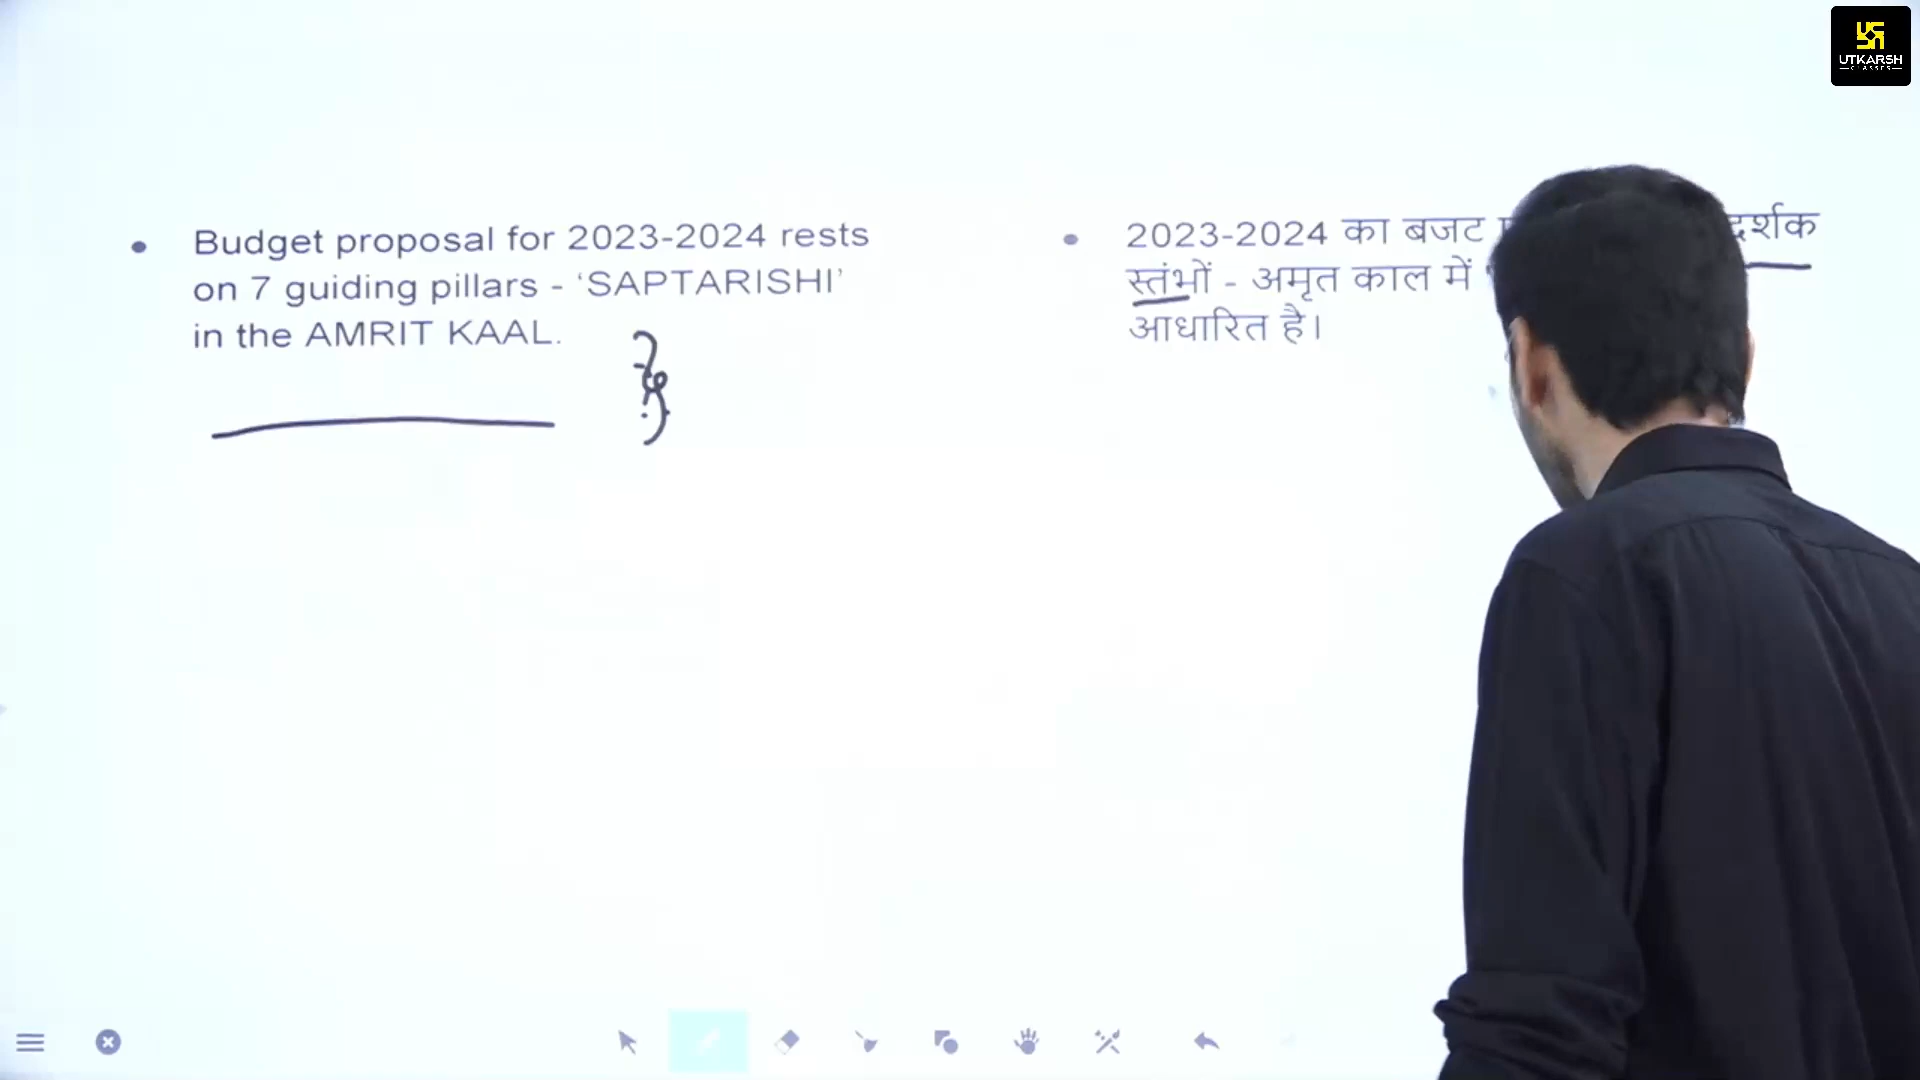 UTKARSH
CLASSES
Budget proposal for 2023-2024 rests
on 7 guiding pillars - ‘SAPTARISHI’
in the AMRIT KAAL.
2023-2024 का बजट
स्तंभों - अमृत काल में
आधारित है।